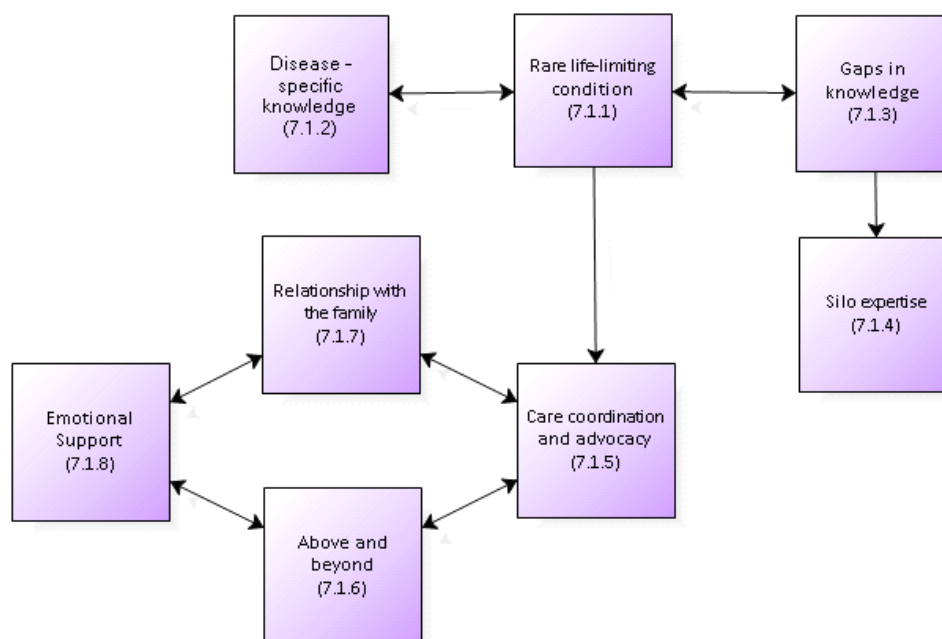 Disease –
specific
knowledge
(7.1.2)
Rare life-limiting
condition
(7.1.1)
Gaps in
knowledge
(7.1.3)
Relationship with
the family
(7.1.7)
Silo expertise
(7.1.4)
Emotional
Support
(7.1.8)
Care coordination
and advocacy
(7.1.5)
Above and
beyond
(7.1.6)